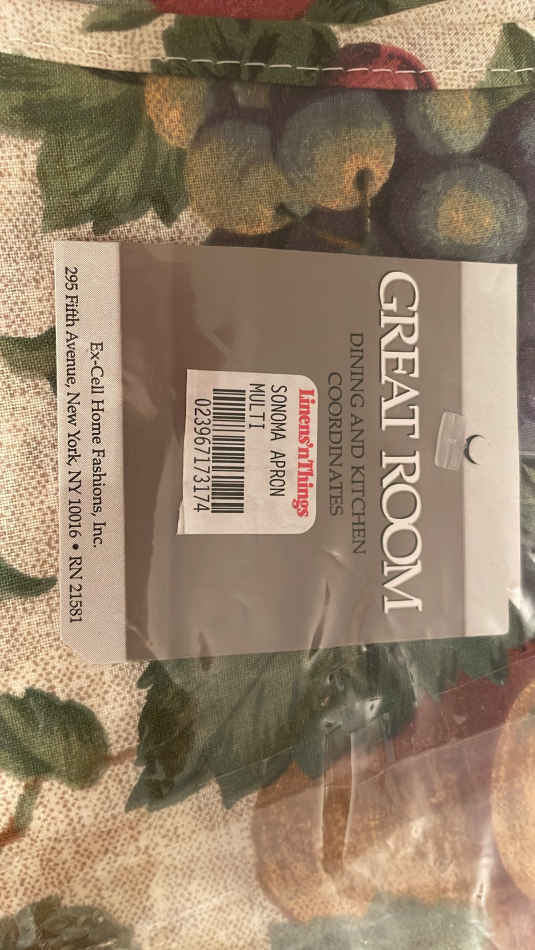 GREAT ROOM
DINING AND KITCHEN
COORDINATES
Linens'n Things
SONOMA APRON
MULTI
023967173174
Ex-Cell Home Fashions, Inc.
295 Fifth Avenue, New York, NY 10016 • RN 21581